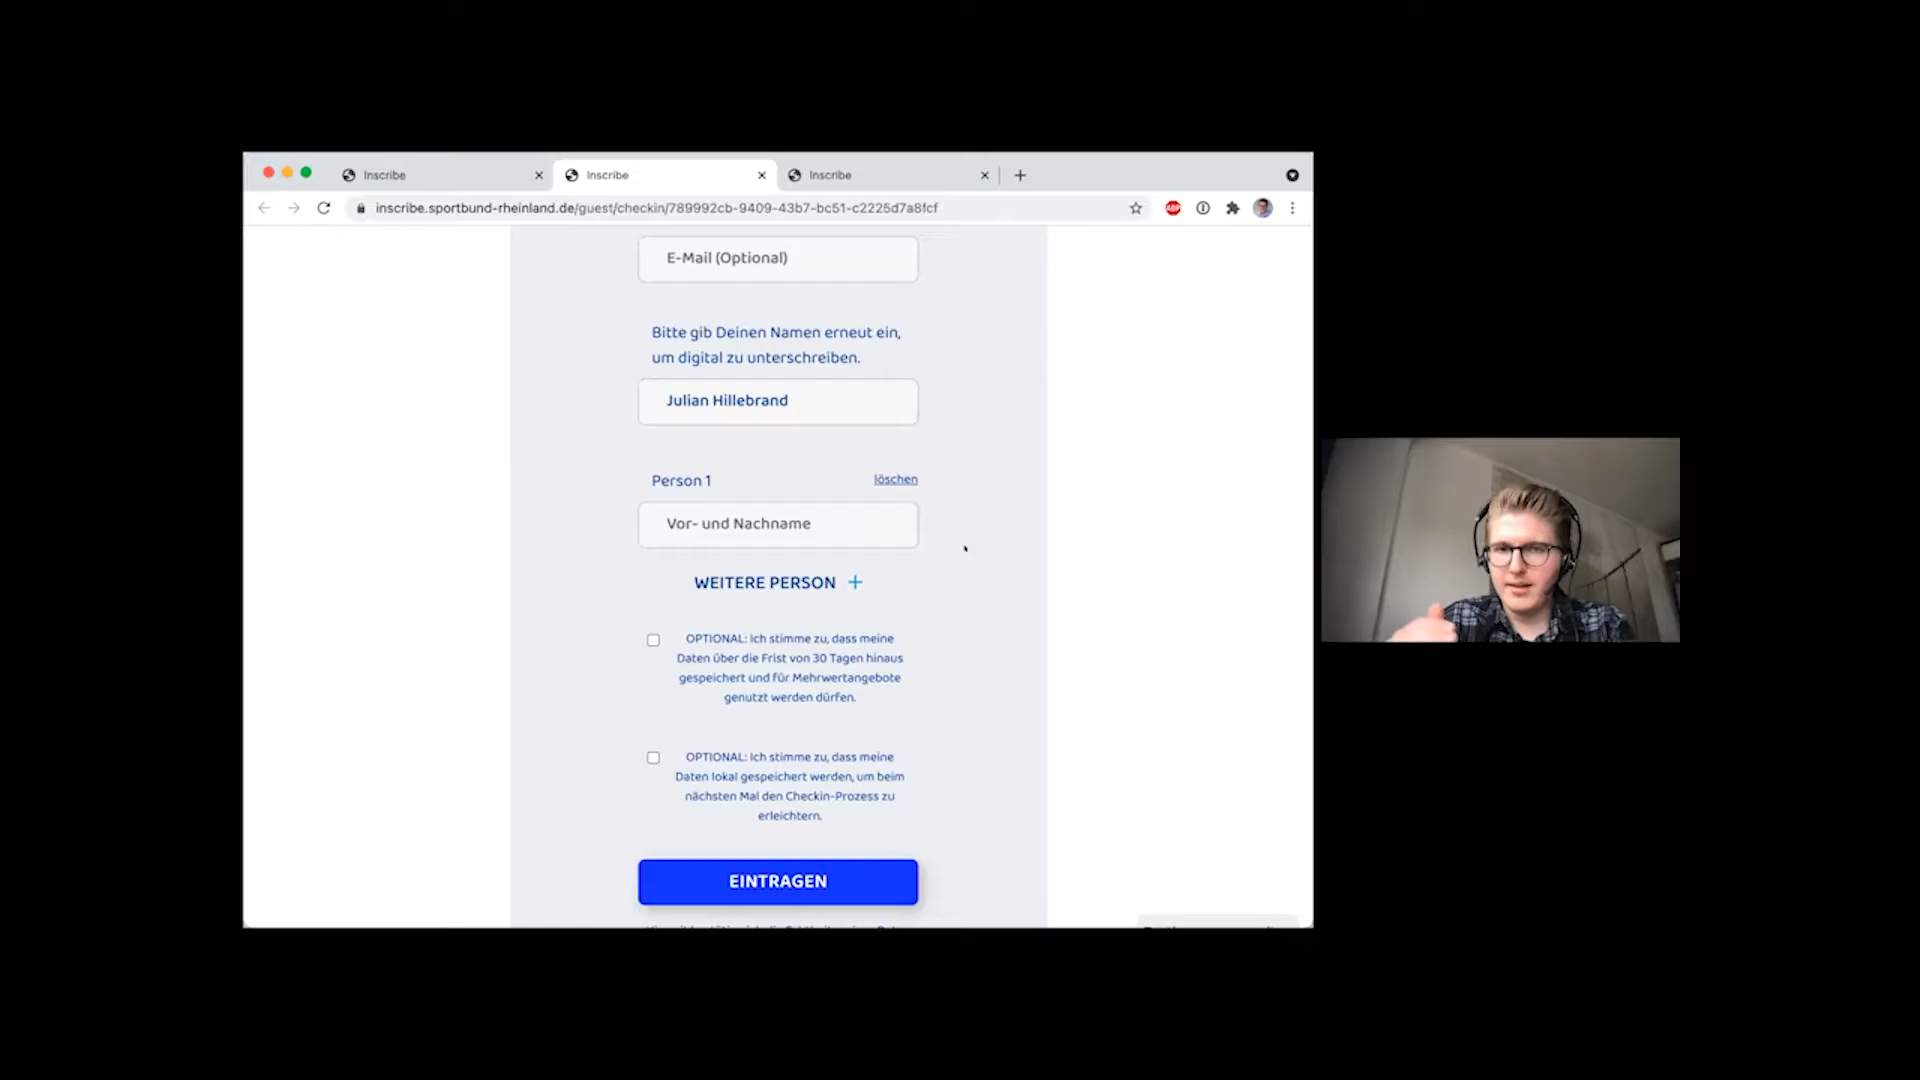 Inscribe
Inscribe
Inscribe
inscribe.sportbund-rheinland.de/guest/checkin/789992cb-9409-43b7-bc51-c2225d7a8fcf
ABP
E-Mail (Optional)
Bitte gib Deinen Namen erneut ein,
um digital zu unterschreiben.
Julian Hillebrand
Person 1
löschen
Vor- und Nachname
WEITERE PERSON +
OPTIONAL: Ich stimme zu, dass meine
Daten über die Frist von 30 Tagen hinaus
gespeichert und für Mehrwertangebote
genutzt werden dürfen.
OPTIONAL: Ich stimme zu, dass meine
Daten lokal gespeichert werden, um beim
nächsten Mal den Checkin-Prozess zu
erleichtern.
EINTRAGEN